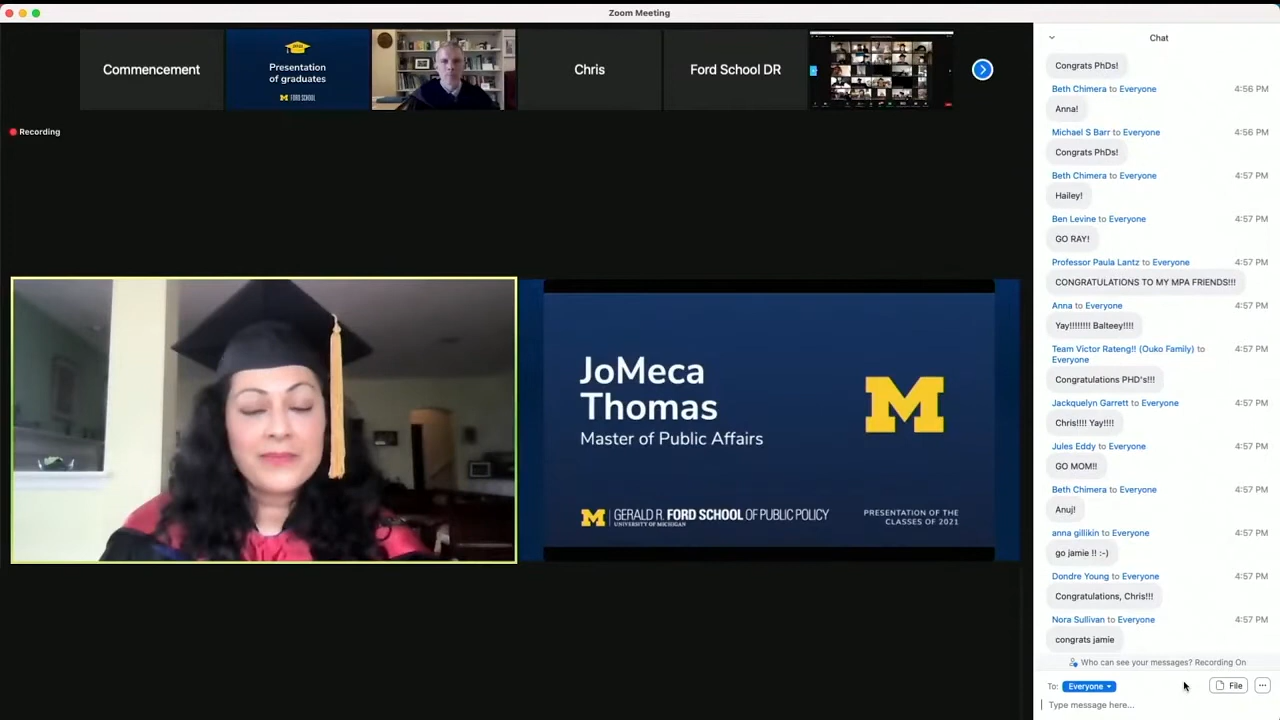 Zoom Meeting
Commencement
2021
Presentation
of graduates
M FORD SCHOOL
Chris
Ford School DR
Recording
JoMeca
Thomas
Master of Public Affairs
M
M GERALD R. FORD SCHOOL OF PUBLIC POLICY
UNIVERSITY OF MICHIGAN
PRESENTATION OF THE
CLASSES OF 2021
Chat
Congrats PhDs!
Beth Chimera to Everyone 4:56 PM
Anna!
Michael S Barr to Everyone 4:56 PM
Congrats PhDs!
Beth Chimera to Everyone 4:57 PM
Hailey!
Ben Levine to Everyone 4:57 PM
GO RAY!
Professor Paula Lantz to Everyone 4:57 PM
CONGRATULATIONS TO MY MPA FRIENDS!!!
Anna to Everyone 4:57 PM
Yay!!!!!!!! Balteey!!!!
Team Victor Rateng!! (Ouko Family) to 4:57 PM
Everyone
Congratulations PHD's!!!
Jackquelyn Garrett to Everyone 4:57 PM
Chris!!!! Yay!!!!
Jules Eddy to Everyone 4:57 PM
GO MOM!!
Beth Chimera to Everyone 4:57 PM
Anuj!
anna gillikin to Everyone 4:57 PM
go jamie !! :-)
Dondre Young to Everyone 4:57 PM
Congratulations, Chris!!!
Nora Sullivan to Everyone 4:57 PM
congrats jamie
Who can see your messages? Recording On
To: Everyone File
Type message here...